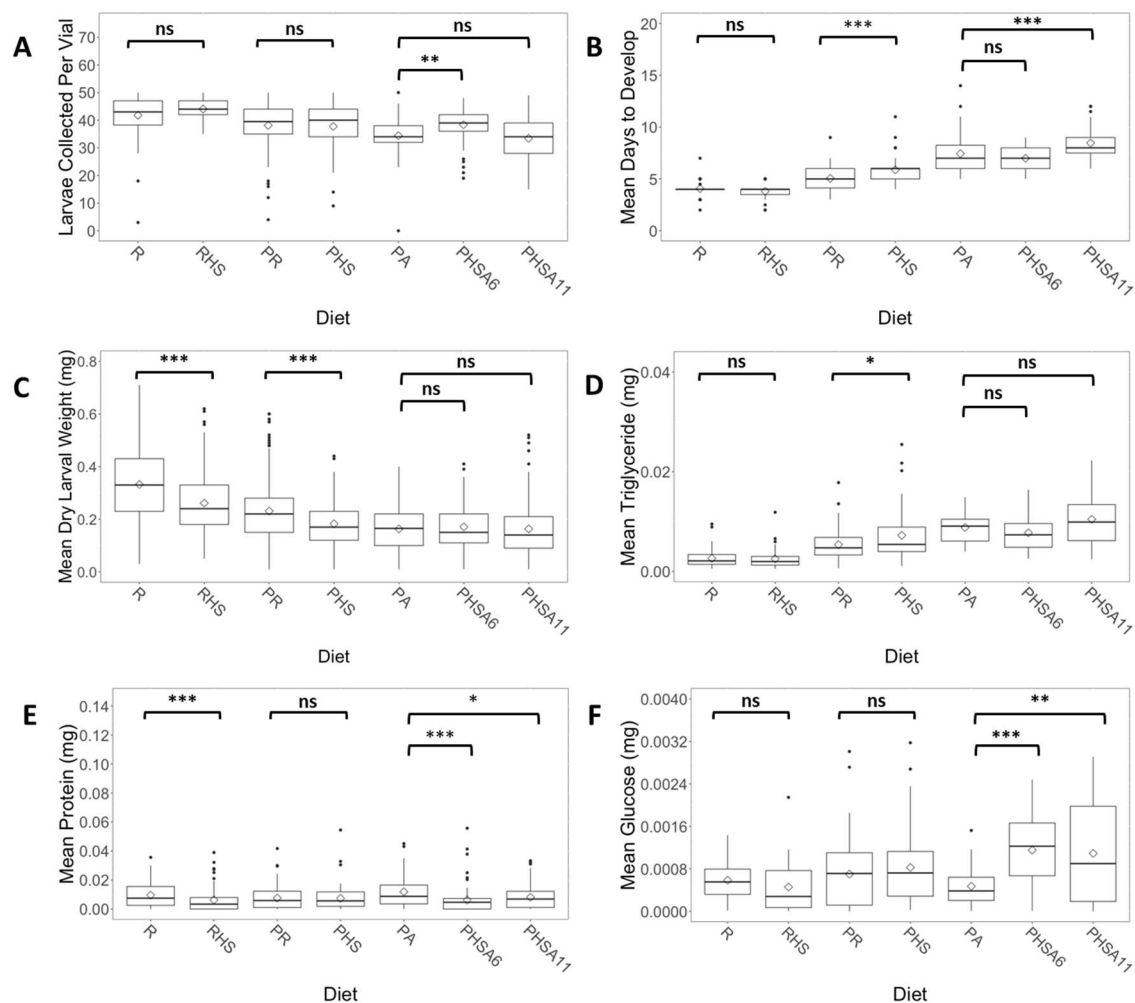 A
Larvae Collected Per Vial
70
60
50
40
30
20
10
0
ns
ns
ns
**
R
RHS
PR
PHS
PA
PHSA6
PHSA11
Diet
B
Mean Days to Develop
20
15
10
5
0
ns
***
***
ns
R
RHS
PR
PHS
PA
PHSA6
PHSA11
Diet
C
Mean Dry Larval Weight (mg)
0.8
0.6
0.4
0.2
0.0
***
***
ns
ns
R
RHS
PR
PHS
PA
PHSA6
PHSA11
Diet
D
Mean Triglyceride (mg)
0.04
0.02
0.00
ns
*
ns
ns
R
RHS
PR
PHS
PA
PHSA6
PHSA11
Diet
E
Mean Protein (mg)
0.14
0.12
0.10
0.08
0.06
0.04
0.02
0.00
***
ns
*
***
R
RHS
PR
PHS
PA
PHSA6
PHSA11
Diet
F
Mean Glucose (mg)
0.0040
0.0032
0.0024
0.0016
0.0008
0.0000
ns
ns
**
***
R
RHS
PR
PHS
PA
PHSA6
PHSA11
Diet